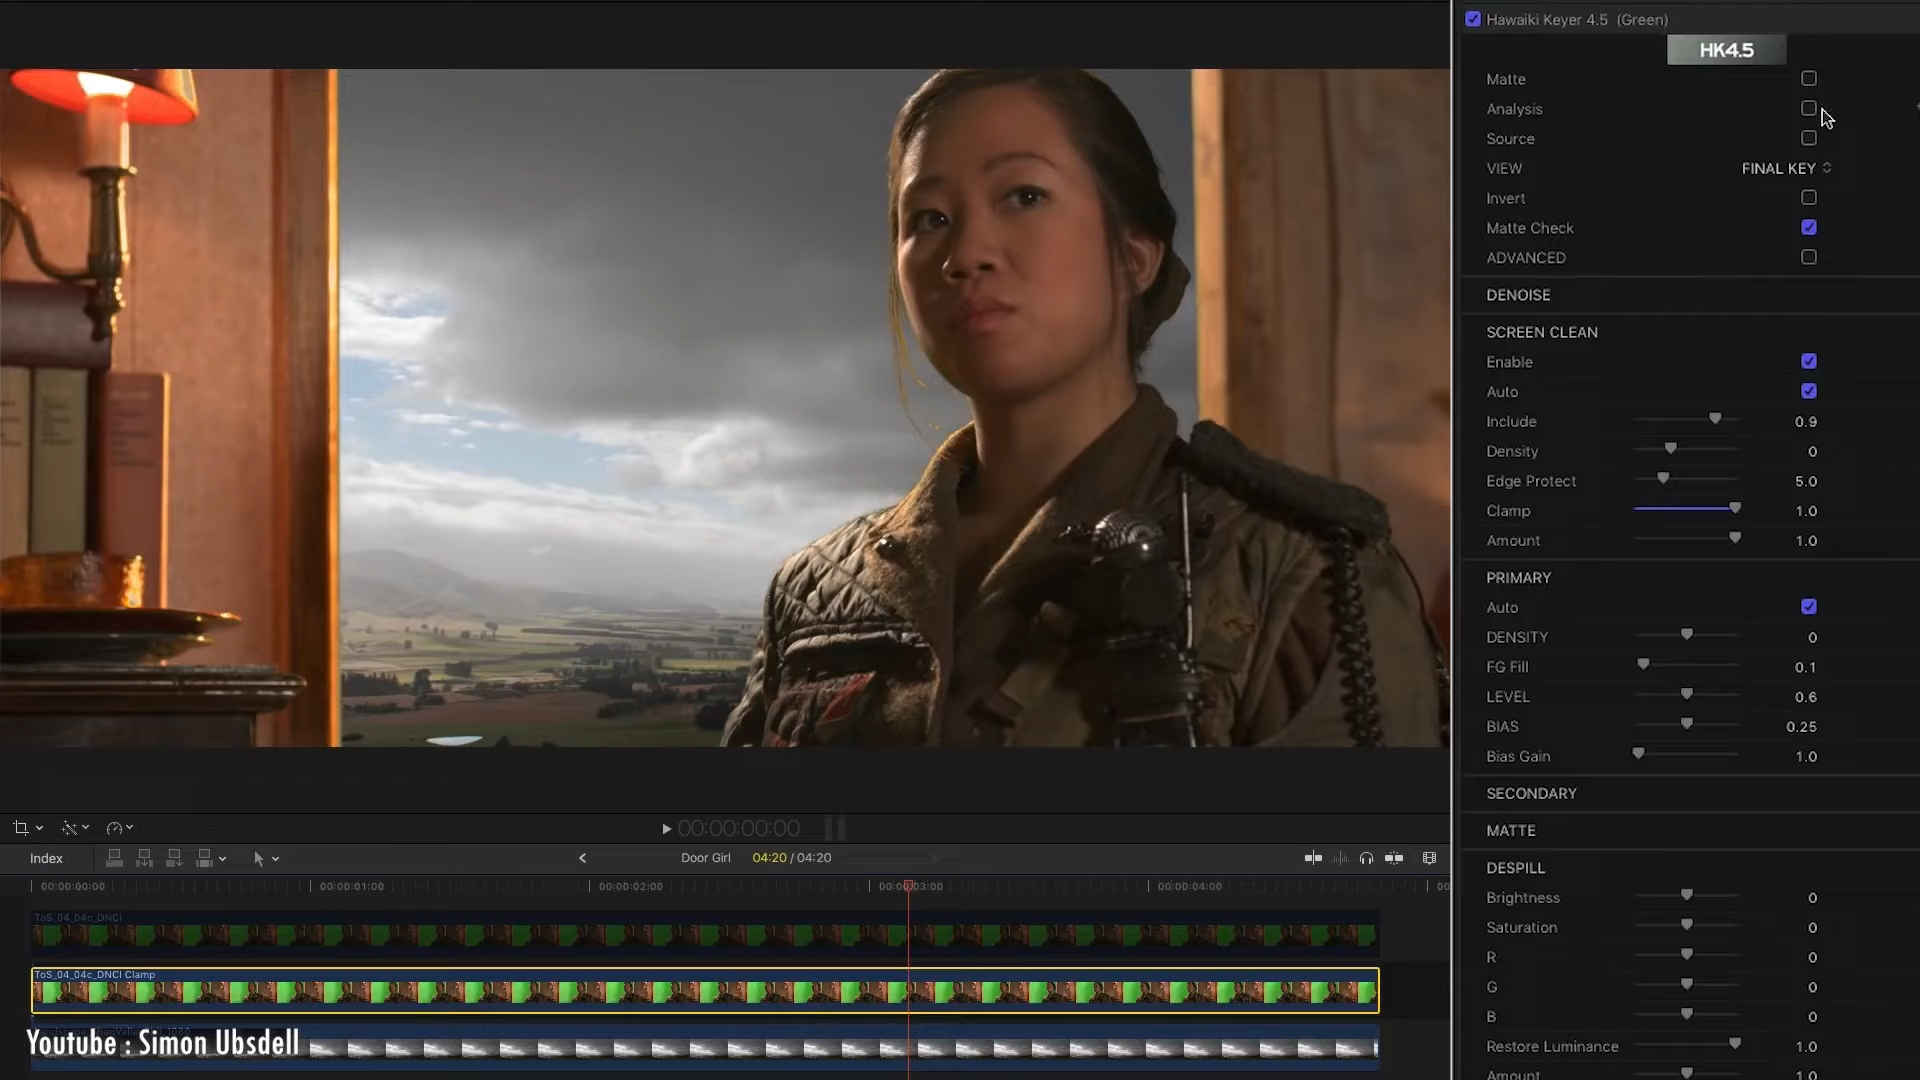 Hawaiki Keyer 4.5 (Green)
HK4.5
Matte
Analysis
Source
VIEW FINAL KEY
Invert
Matte Check
ADVANCED
DENOISE
SCREEN CLEAN
Enable
Auto
Include 0.9
Density 0
Edge Protect 5.0
Clamp 1.0
Amount 1.0
PRIMARY
Auto
DENSITY 0
FG Fill 0.1
LEVEL 0.6
BIAS 0.25
Bias Gain 1.0
SECONDARY
MATTE
DESPILL
Brightness 0
Saturation 0
R 0
G 0
B 0
Restore Luminance 1.0
Amount 1.0
00:00:00:00
Index Door Girl 04:20 / 04:20
00:00:00:00 00:00:01:00 00:00:02:00 00:00:03:00 00:00:04:00 00
ToS_04_04c_DNCI
ToS_04_04c_DNCI Clamp
Youtube : Simon Ubsdell